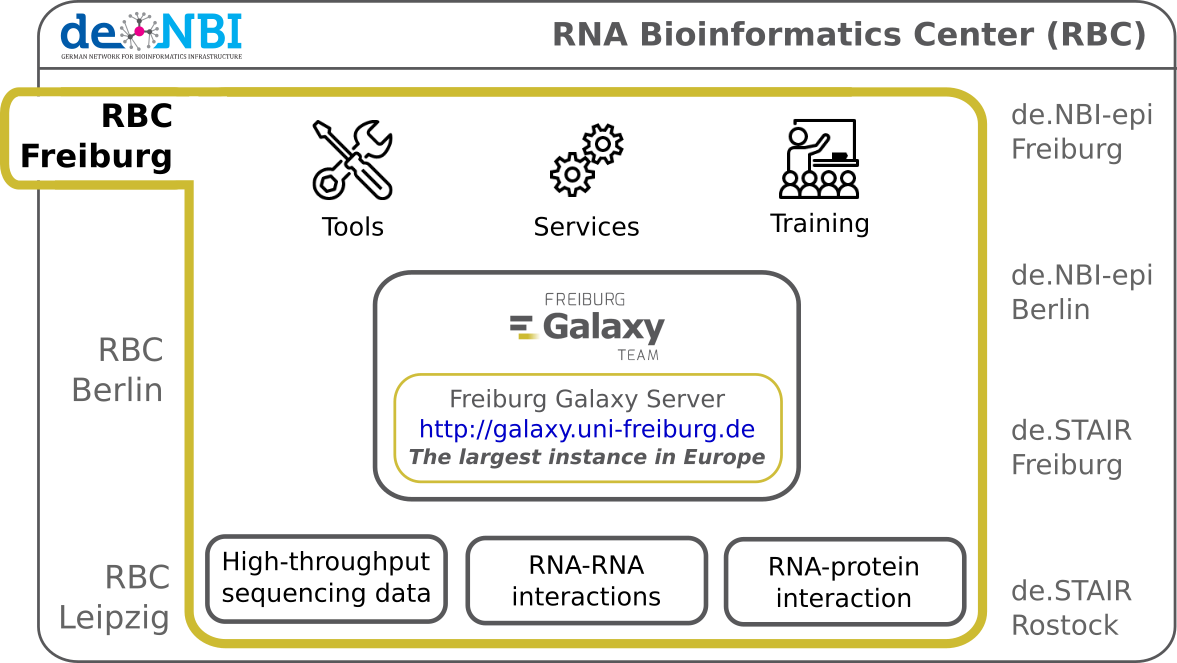 de.NBI
GERMAN NETWORK FOR BIOINFORMATICS INFRASTRUCTURE
RNA Bioinformatics Center (RBC)
RBC
Freiburg
RBC
Berlin
RBC
Leipzig
Tools
Services
Training
FREIBURG
Galaxy
TEAM
Freiburg Galaxy Server
http://galaxy.uni-freiburg.de
The largest instance in Europe
High-throughput
sequencing data
RNA-RNA
interactions
RNA-protein
interaction
de.NBI-epi
Freiburg
de.NBI-epi
Berlin
de.STAIR
Freiburg
de.STAIR
Rostock